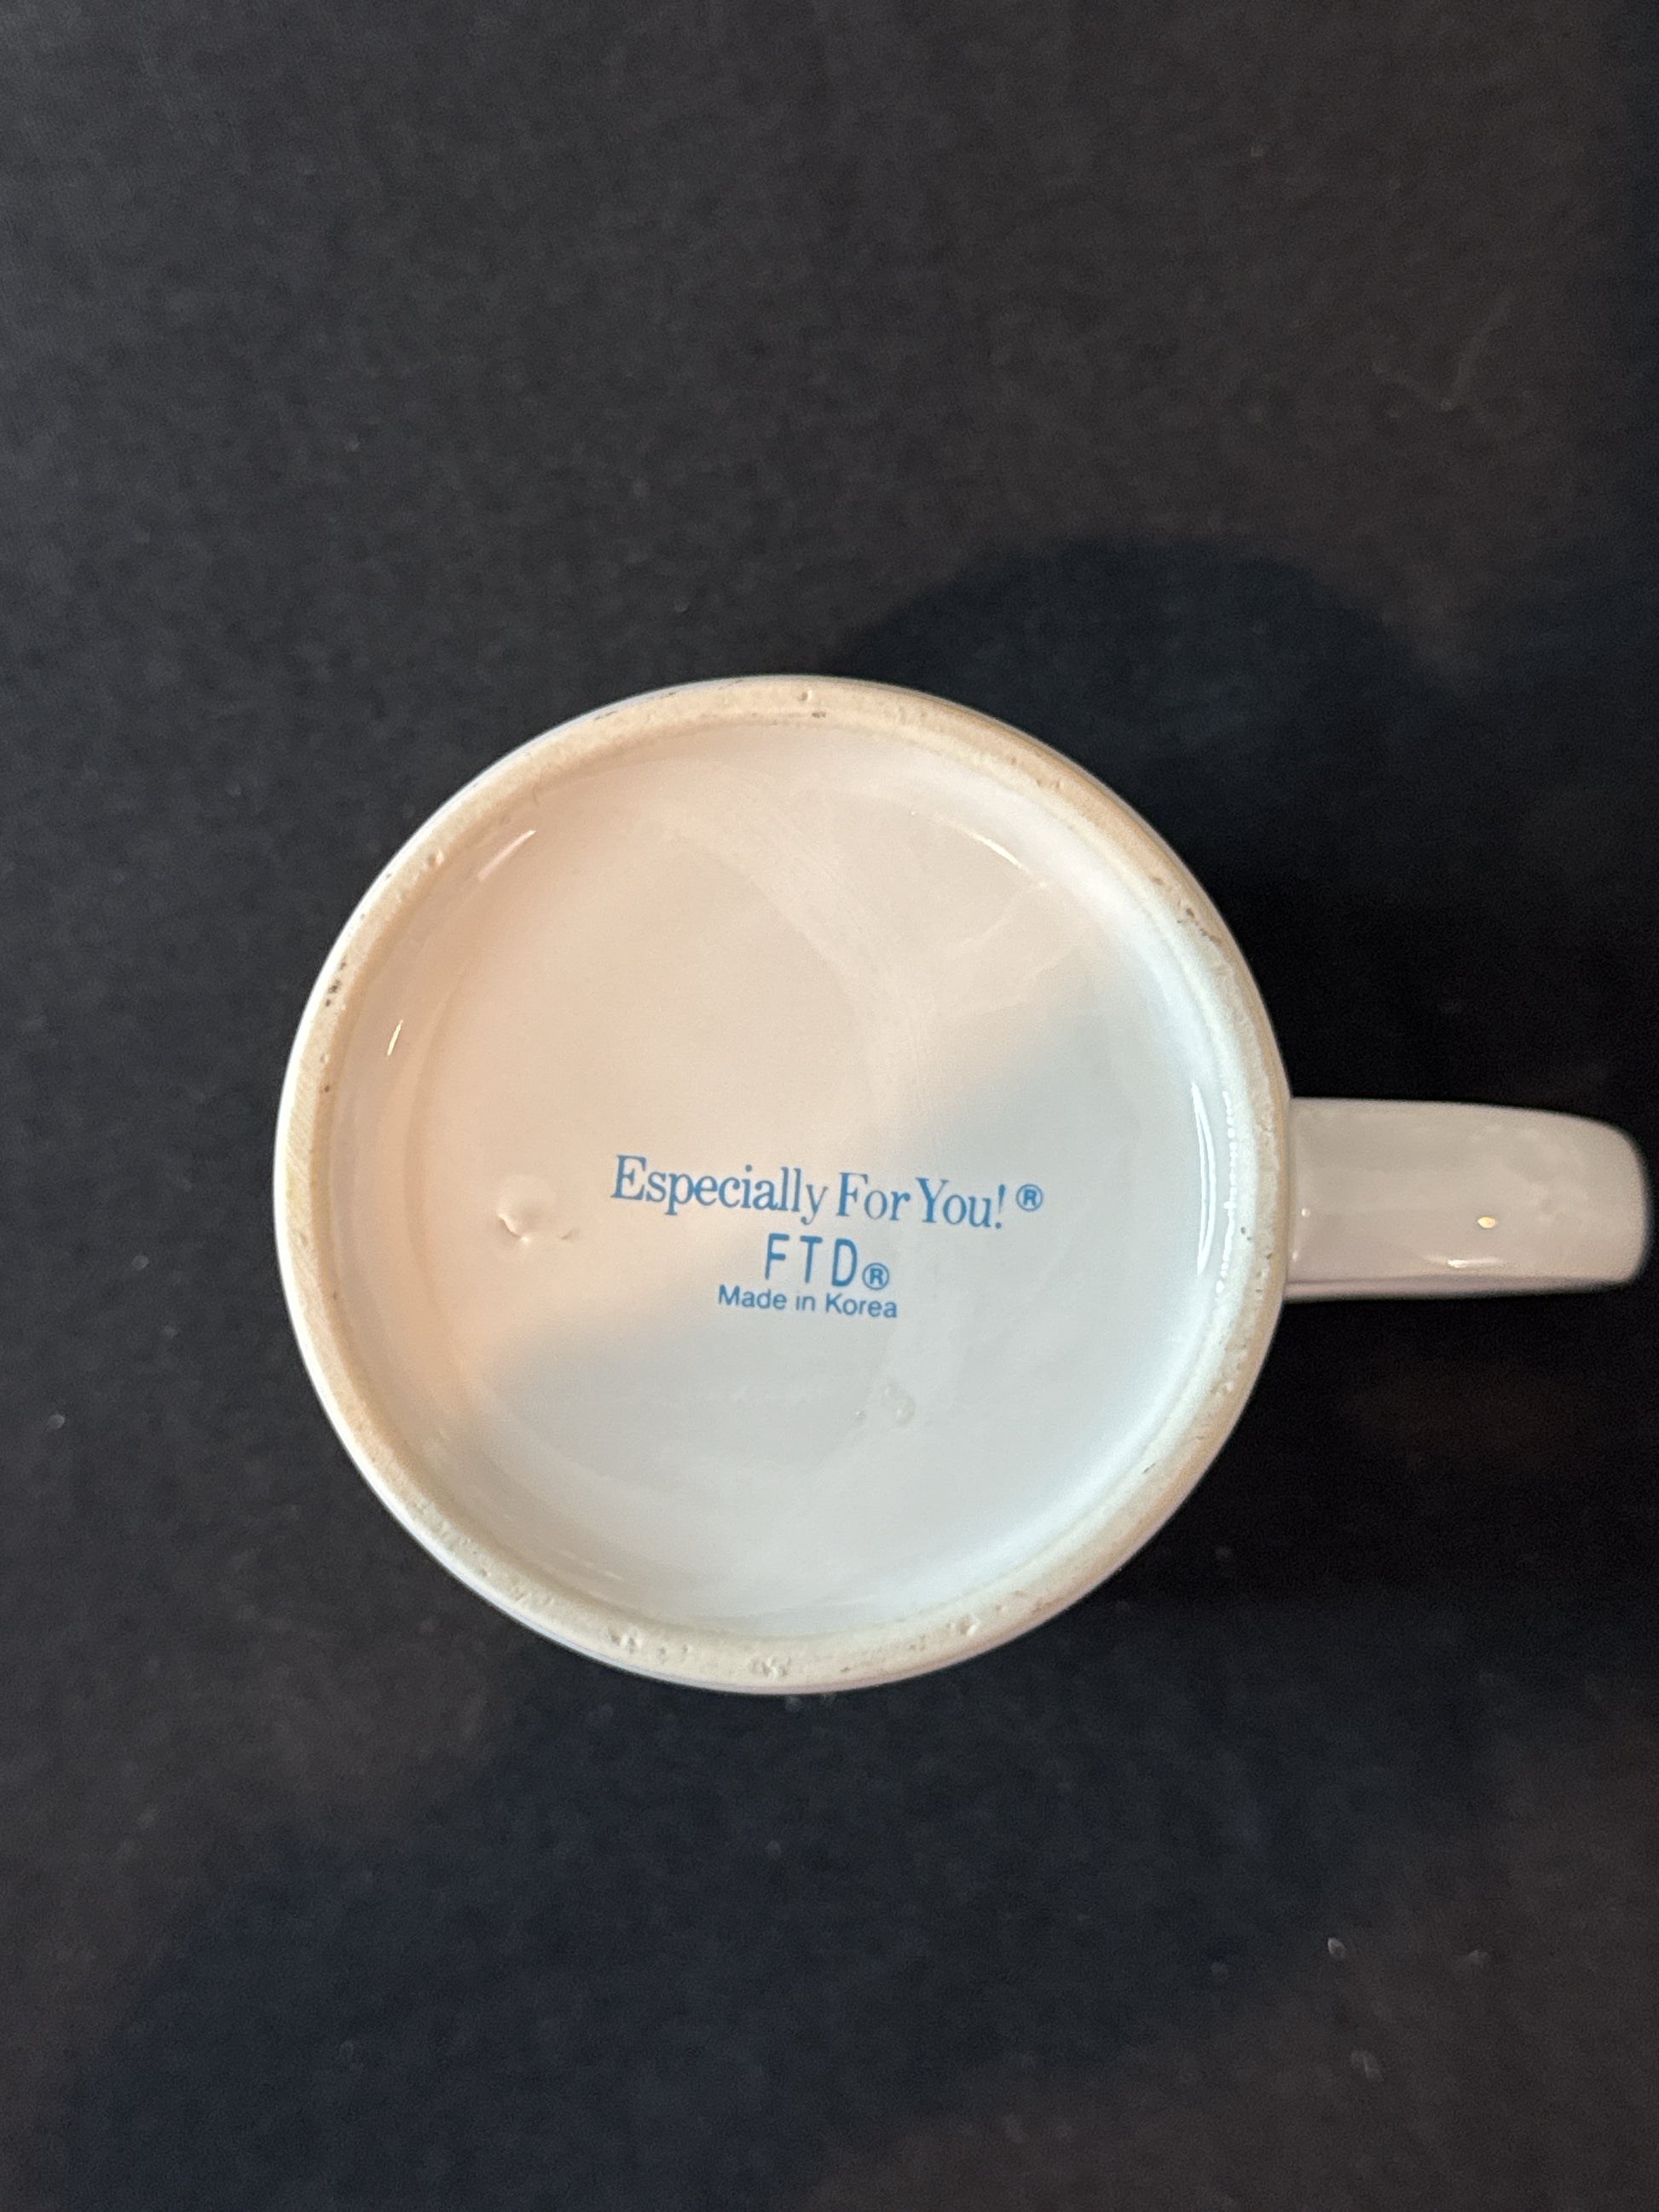 Especially For You! ®
FTD®
Made in Korea